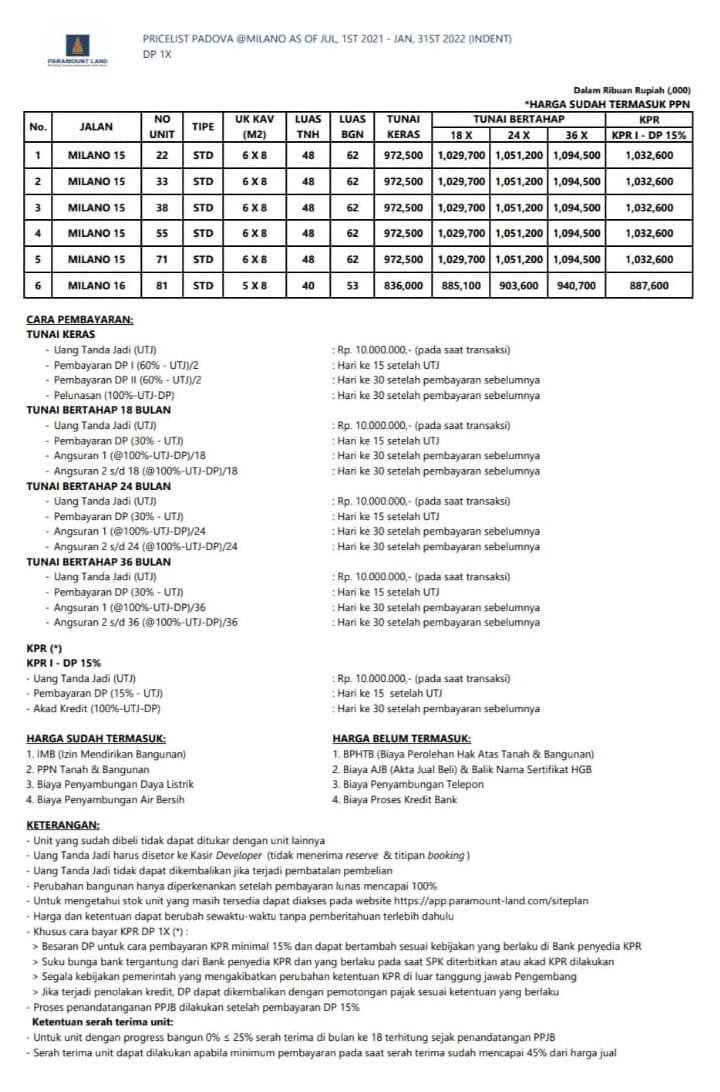 PARAMOUNT LAND
PRICELIST PADOVA @MILANO AS OF JUL, 1ST 2021 - JAN, 31ST 2022 (INDENT)
DP 1X
Dalam Ribuan Rupiah (,000)
*HARGA SUDAH TERMASUK PPN
No. JALAN NO UNIT TIPE UK KAV (M2) LUAS TNH LUAS BGN TUNAI KERAS TUNAI BERTAHAP KPR
18 X 24 X 36 X KPR I - DP 15%
1 MILANO 15 22 STD 6 X 8 48 62 972,500 1,029,700 1,051,200 1,094,500 1,032,600
2 MILANO 15 33 STD 6 X 8 48 62 972,500 1,029,700 1,051,200 1,094,500 1,032,600
3 MILANO 15 38 STD 6 X 8 48 62 972,500 1,029,700 1,051,200 1,094,500 1,032,600
4 MILANO 15 55 STD 6 X 8 48 62 972,500 1,029,700 1,051,200 1,094,500 1,032,600
5 MILANO 15 71 STD 6 X 8 48 62 972,500 1,029,700 1,051,200 1,094,500 1,032,600
6 MILANO 16 81 STD 5 X 8 40 53 836,000 885,100 903,600 940,700 887,600
CARA PEMBAYARAN:
TUNAI KERAS
- Uang Tanda Jadi (UTJ) : Rp. 10.000.000,- (pada saat transaksi)
- Pembayaran DP I (60% - UTJ)/2 : Hari ke 15 setelah UTJ
- Pembayaran DP II (60% - UTJ)/2 : Hari ke 30 setelah pembayaran sebelumnya
- Pelunasan (100%-UTJ-DP) : Hari ke 30 setelah pembayaran sebelumnya
TUNAI BERTAHAP 18 BULAN
- Uang Tanda Jadi (UTJ) : Rp. 10.000.000,- (pada saat transaksi)
- Pembayaran DP (30% - UTJ) : Hari ke 15 setelah UTJ
- Angsuran 1 (@100%-UTJ-DP)/18 : Hari ke 30 setelah pembayaran sebelumnya
- Angsuran 2 s/d 18 (@100%-UTJ-DP)/18 : Hari ke 30 setelah pembayaran sebelumnya
TUNAI BERTAHAP 24 BULAN
- Uang Tanda Jadi (UTJ) : Rp. 10.000.000,- (pada saat transaksi)
- Pembayaran DP (30% - UTJ) : Hari ke 15 setelah UTJ
- Angsuran 1 (@100%-UTJ-DP)/24 : Hari ke 30 setelah pembayaran sebelumnya
- Angsuran 2 s/d 24 (@100%-UTJ-DP)/24 : Hari ke 30 setelah pembayaran sebelumnya
TUNAI BERTAHAP 36 BULAN
- Uang Tanda Jadi (UTJ) : Rp. 10.000.000,- (pada saat transaksi)
- Pembayaran DP (30% - UTJ) : Hari ke 15 setelah UTJ
- Angsuran 1 (@100%-UTJ-DP)/36 : Hari ke 30 setelah pembayaran sebelumnya
- Angsuran 2 s/d 36 (@100%-UTJ-DP)/36 : Hari ke 30 setelah pembayaran sebelumnya
KPR (*)
KPR I - DP 15%
- Uang Tanda Jadi (UTJ) : Rp. 10.000.000,- (pada saat transaksi)
- Pembayaran DP (15% - UTJ) : Hari ke 15 setelah UTJ
- Akad Kredit (100%-UTJ-DP) : Hari ke 30 setelah pembayaran sebelumnya
HARGA SUDAH TERMASUK:
1. IMB (Izin Mendirikan Bangunan)
2. PPN Tanah & Bangunan
3. Biaya Penyambungan Daya Listrik
4. Biaya Penyambungan Air Bersih
HARGA BELUM TERMASUK:
1. BPHTB (Biaya Perolehan Hak Atas Tanah & Bangunan)
2. Biaya AJB (Akta Jual Beli) & Balik Nama Sertifikat HGB
3. Biaya Penyambungan Telepon
4. Biaya Proses Kredit Bank
KETERANGAN:
- Unit yang sudah dibeli tidak dapat ditukar dengan unit lainnya
- Uang Tanda Jadi harus disetor ke Kasir Developer (tidak menerima reserve & titipan booking)
- Uang Tanda Jadi tidak dapat dikembalikan jika terjadi pembatalan pembelian
- Perubahan bangunan hanya diperkenankan setelah pembayaran lunas mencapai 100%
- Untuk mengetahui stok unit yang masih tersedia dapat diakses pada website https://app.paramount-land.com/siteplan
- Harga dan ketentuan dapat berubah sewaktu-waktu tanpa pemberitahuan terlebih dahulu
- Khusus cara bayar KPR DP 1X (*) :
> Besaran DP untuk cara pembayaran KPR minimal 15% dan dapat bertambah sesuai kebijakan yang berlaku di Bank penyedia KPR
> Suku bunga bank tergantung dari Bank penyedia KPR dan yang berlaku pada saat SPK diterbitkan atau akad KPR dilakukan
> Segala kebijakan pemerintah yang mengakibatkan perubahan ketentuan KPR di luar tanggung jawab Pengembang
> Jika terjadi penolakan kredit, DP dapat dikembalikan dengan pemotongan pajak sesuai ketentuan yang berlaku
- Proses penandatanganan PPJB dilakukan setelah pembayaran DP 15%
Ketentuan serah terima unit:
- Untuk unit dengan progress bangun 0% ≤ 25% serah terima di bulan ke 18 terhitung sejak penandatangan PPJB
- Serah terima unit dapat dilakukan apabila minimum pembayaran pada saat serah terima sudah mencapai 45% dari harga jual